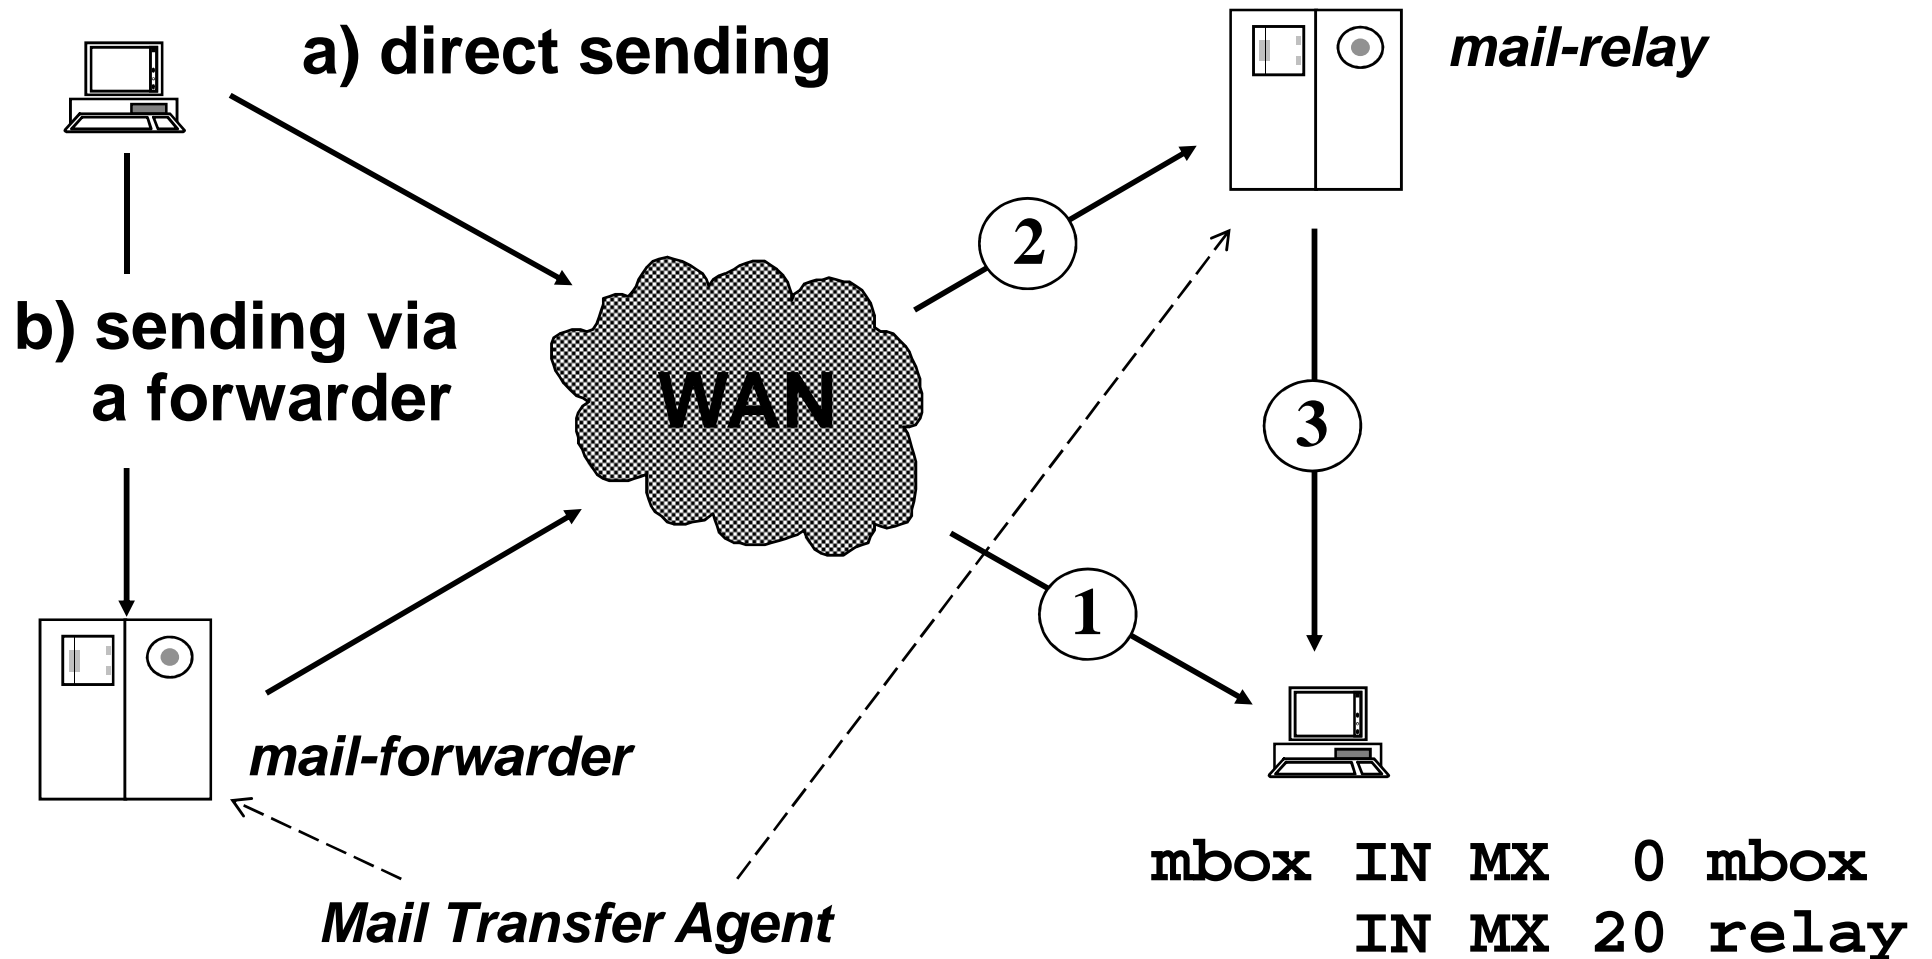 a) direct sending
mail-relay
2
b) sending via
a forwarder
WAN
3
1
mail-forwarder
mbox IN MX 0 mbox
IN MX 20 relay
Mail Transfer Agent